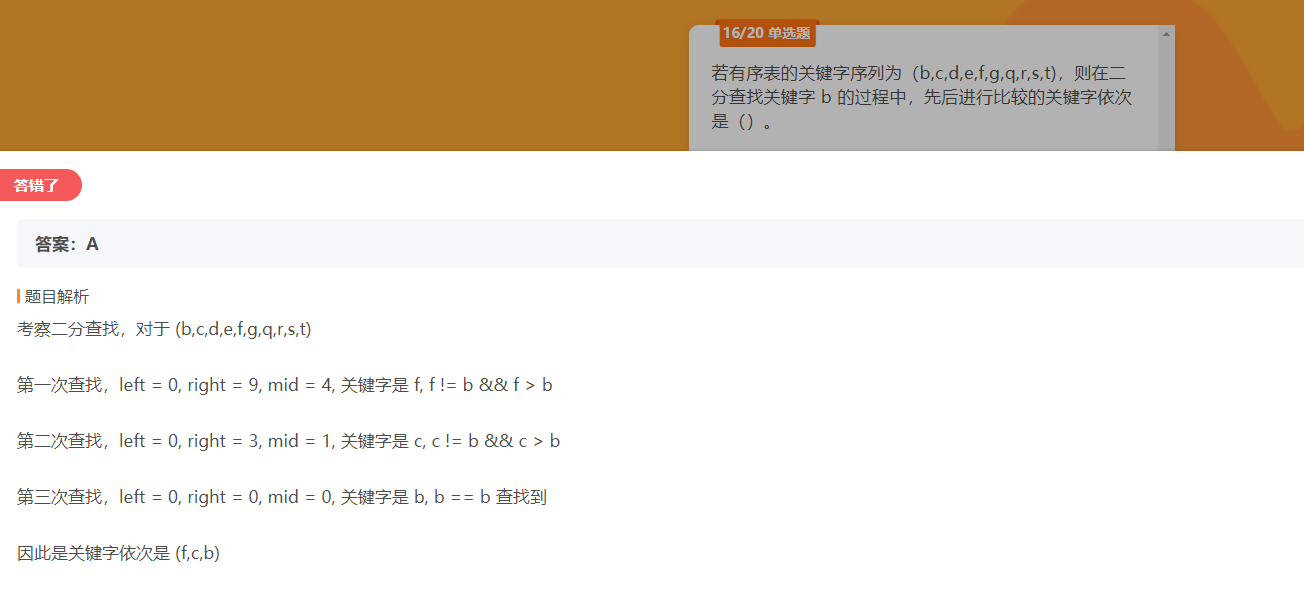 16/20 单选题
若有序表的关键字序列为（b,c,d,e,f,g,q,r,s,t)，则在二
分查找关键字 b 的过程中，先后进行比较的关键字依次
是（）。
答错了
答案：A
题目解析
考察二分查找，对于 (b,c,d,e,f,g,q,r,s,t)
第一次查找，left = 0, right = 9, mid = 4, 关键字是 f, f != b && f > b
第二次查找，left = 0, right = 3, mid = 1, 关键字是 c, c != b && c > b
第三次查找，left = 0, right = 0, mid = 0, 关键字是 b, b == b 查找到
因此是关键字依次是 (f,c,b)